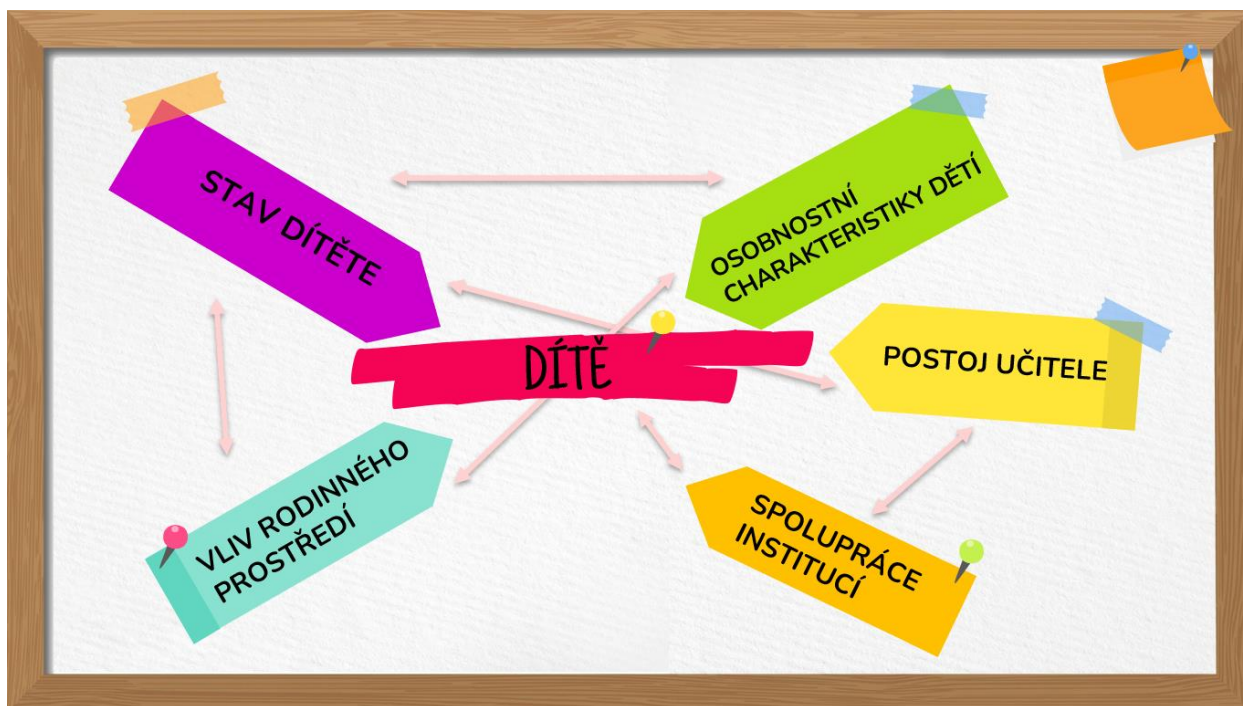 STAV DÍTĚTE
OSOBNOSTNÍ
CHARAKTERISTIKY DĚTÍ
DÍTĚ
POSTOJ UČITELE
VLIV RODINNÉHO
PROSTŘEDÍ
SPOLUPRÁCE
INSTITUCÍ